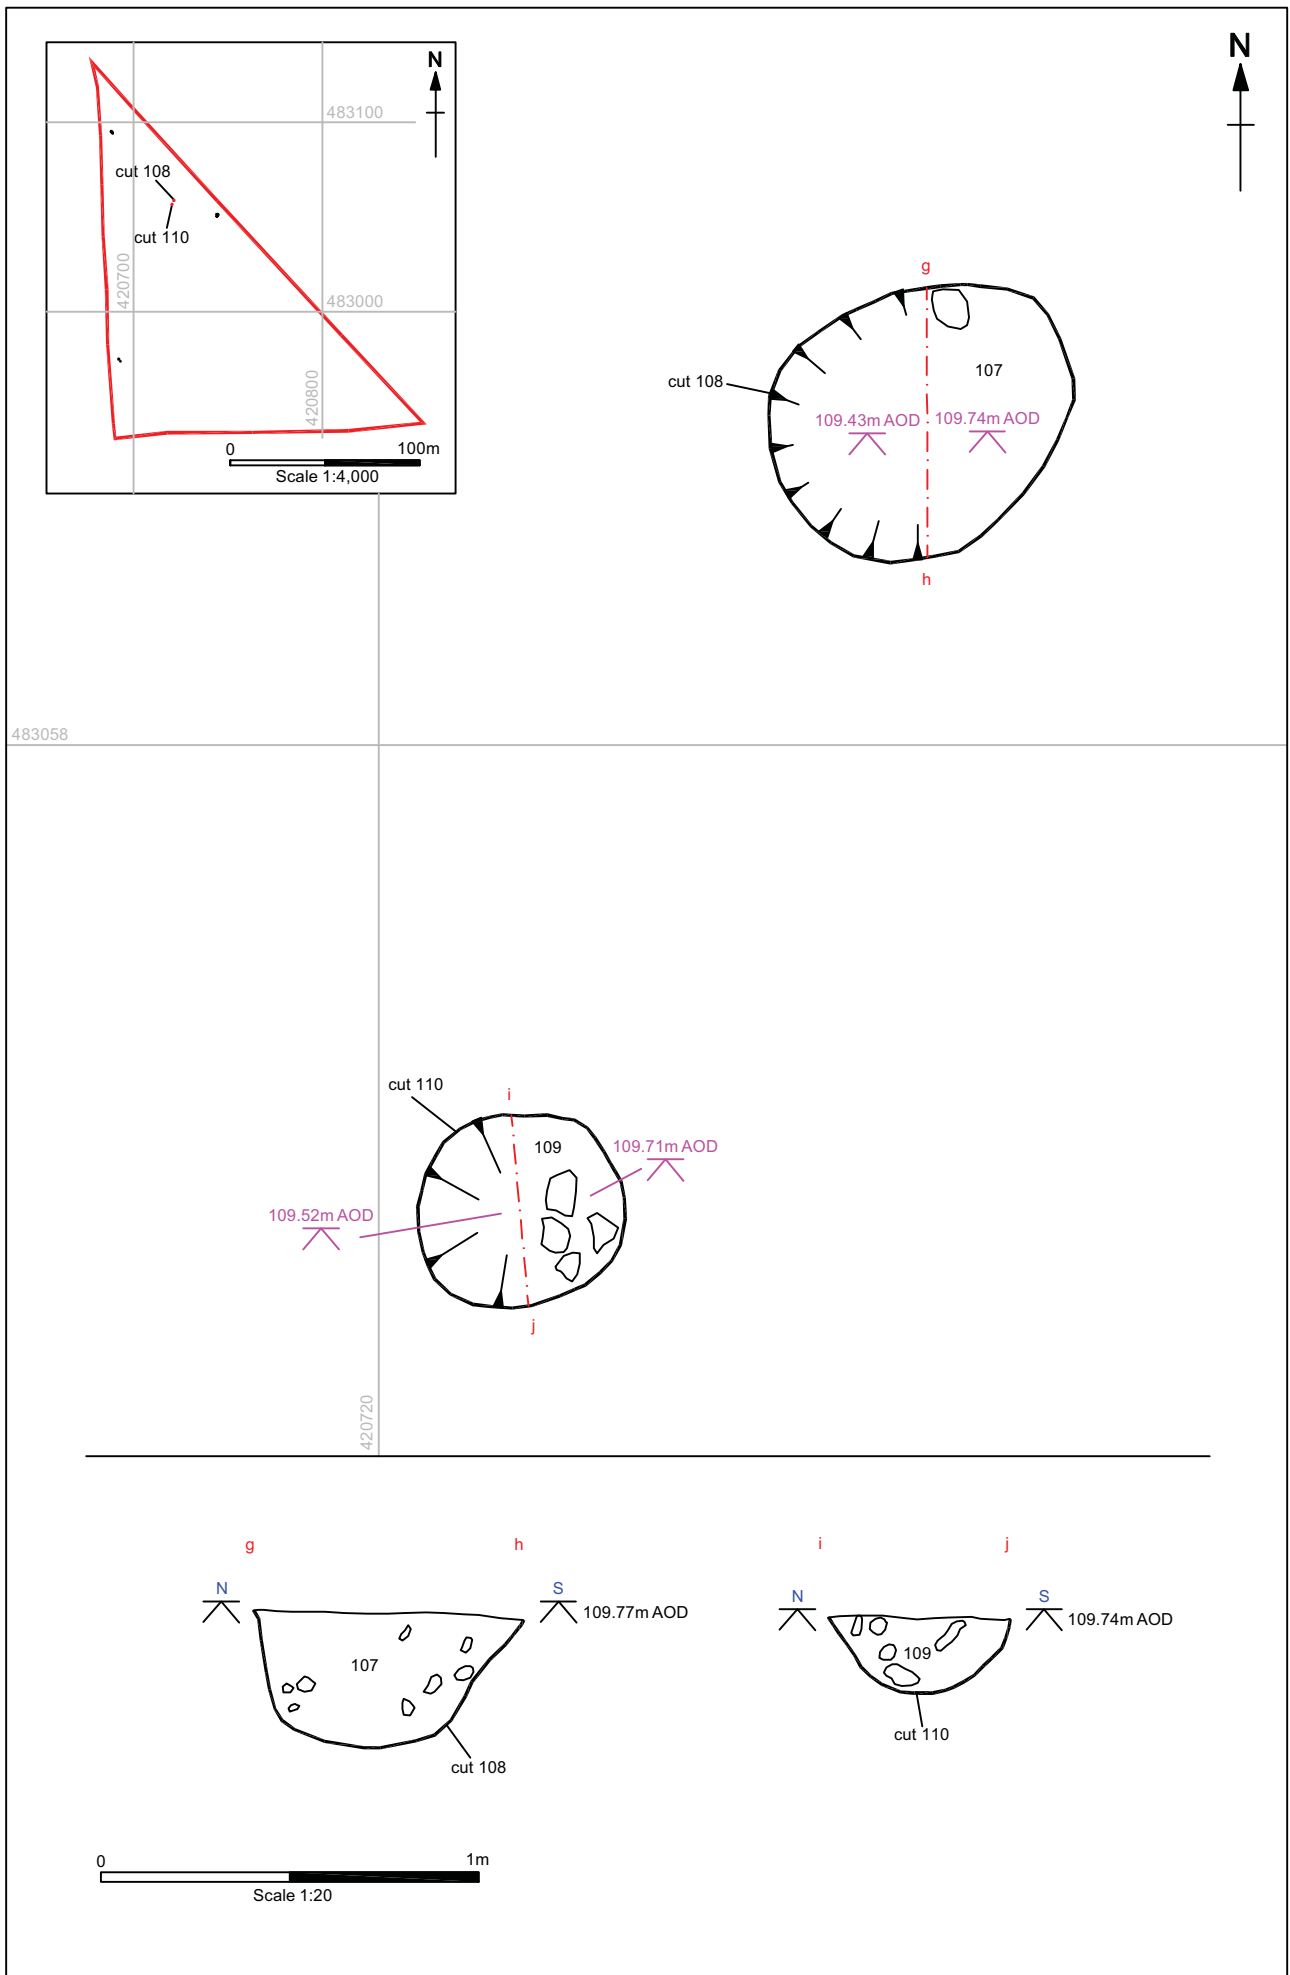 N
483100
cut 108
cut 110
420700
483000
420800
0 100m
Scale 1:4,000
N
g
107
cut 108
109.43m AOD
109.74m AOD
h
483058
cut 110
i
109
109.71m AOD
109.52m AOD
j
420720
g h
N S
109.77m AOD
107
cut 108
i j
N S
109.74m AOD
109
cut 110
0 1m
Scale 1:20